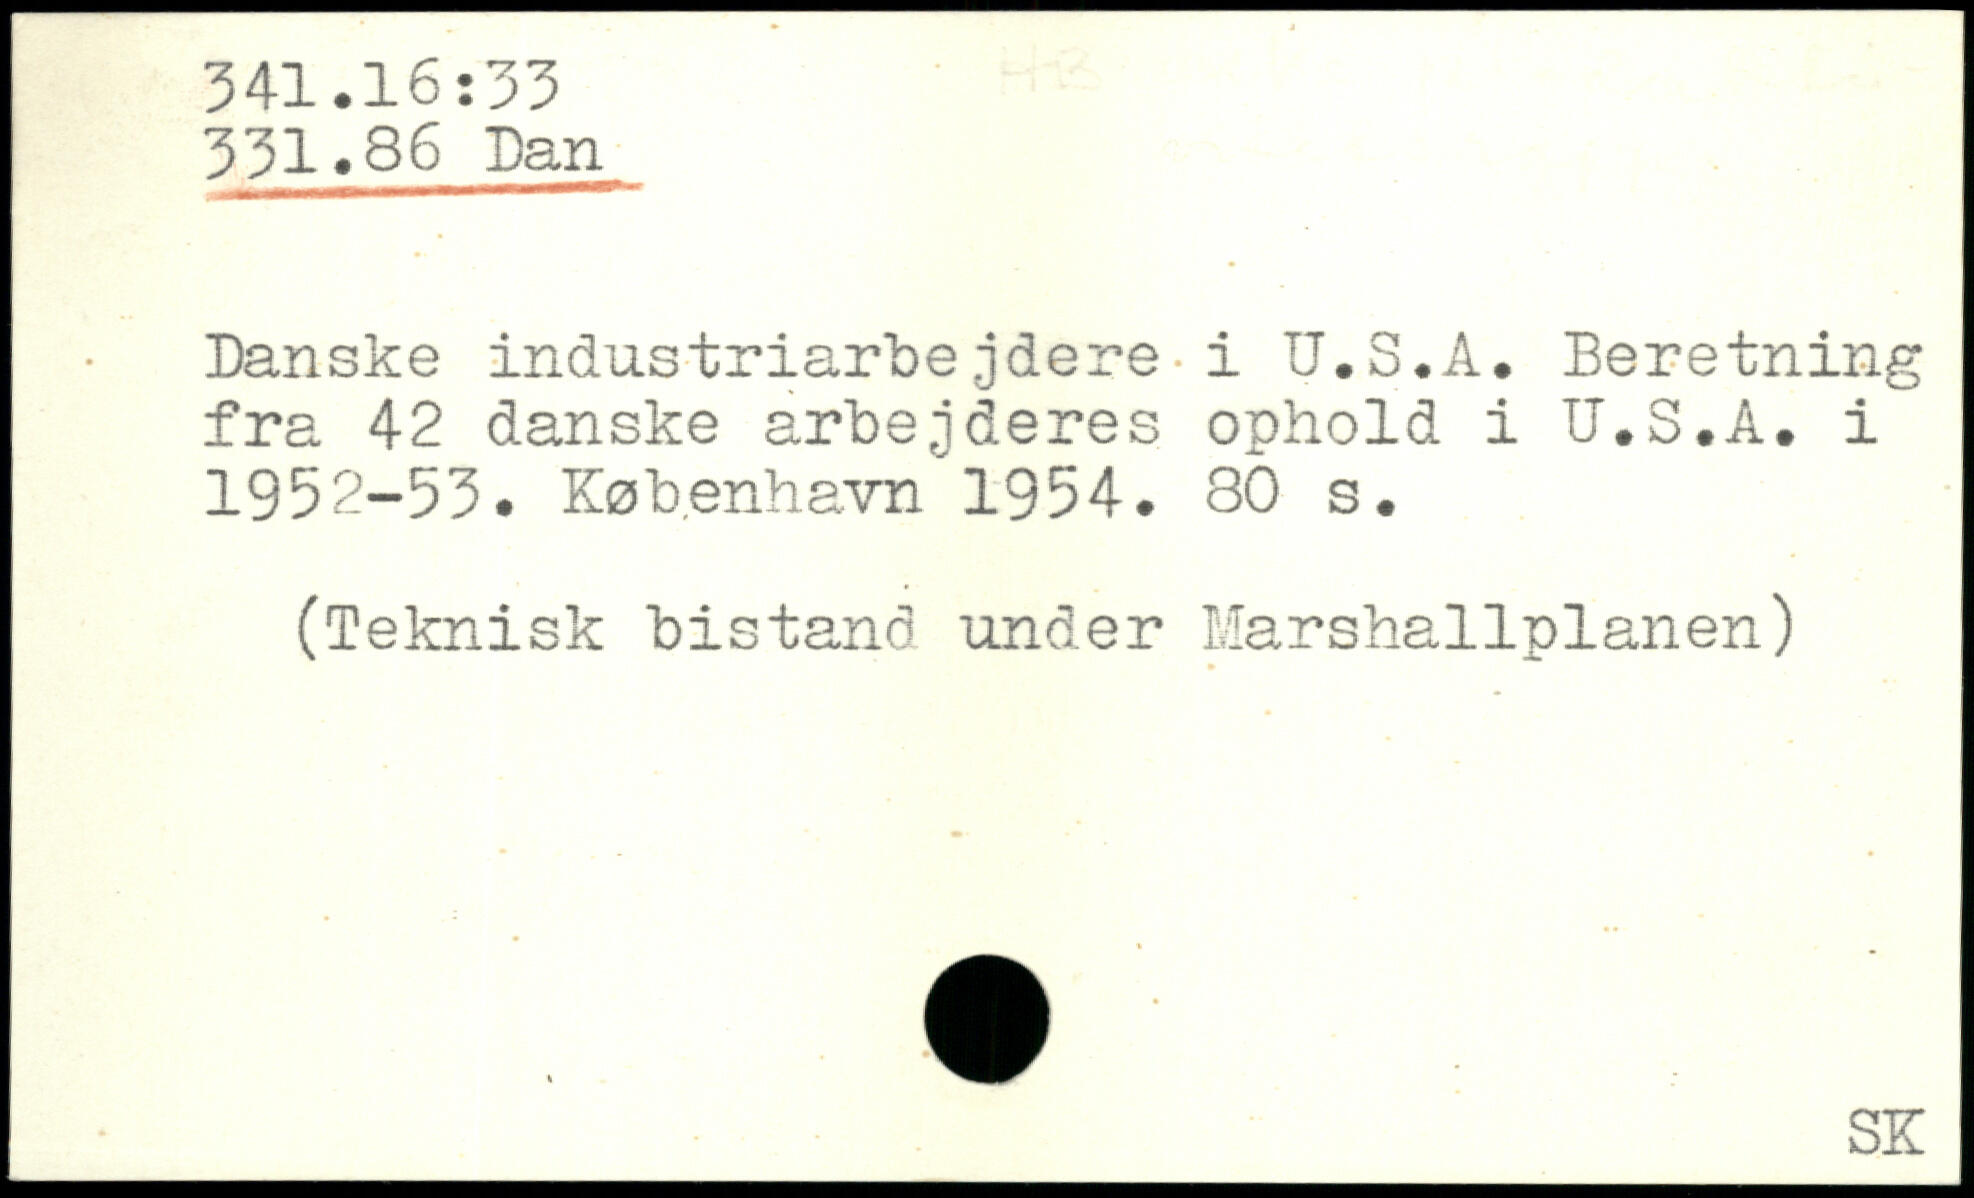 341.16:33
331.86 Dan
Danske industriarbejdere i U.S.A. Beretning
fra 42 danske arbejderes ophold i U.S.A. i
1952-53. København 1954. 80 s.
(Teknisk bistand under Marshallplanen)
SK